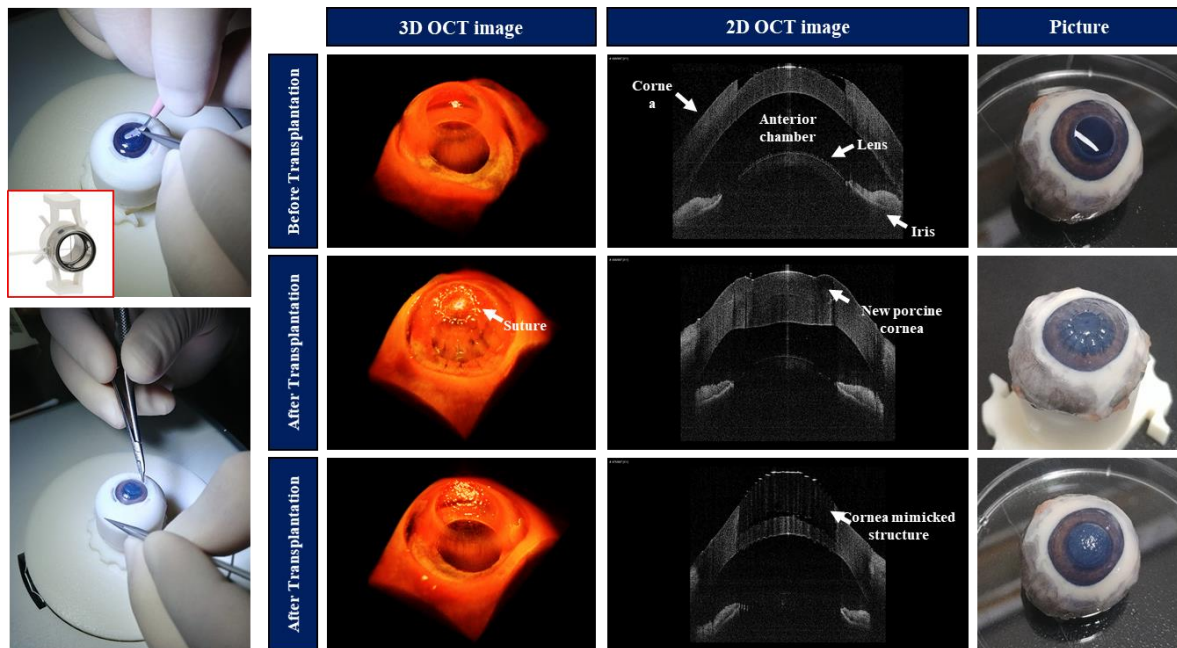 3D OCT image
2D OCT image
Picture
Before Transplantation
Corne
a
Anterior
chamber
Lens
Iris
After Transplantation
Suture
New porcine
cornea
After Transplantation
Cornea mimicked
structure